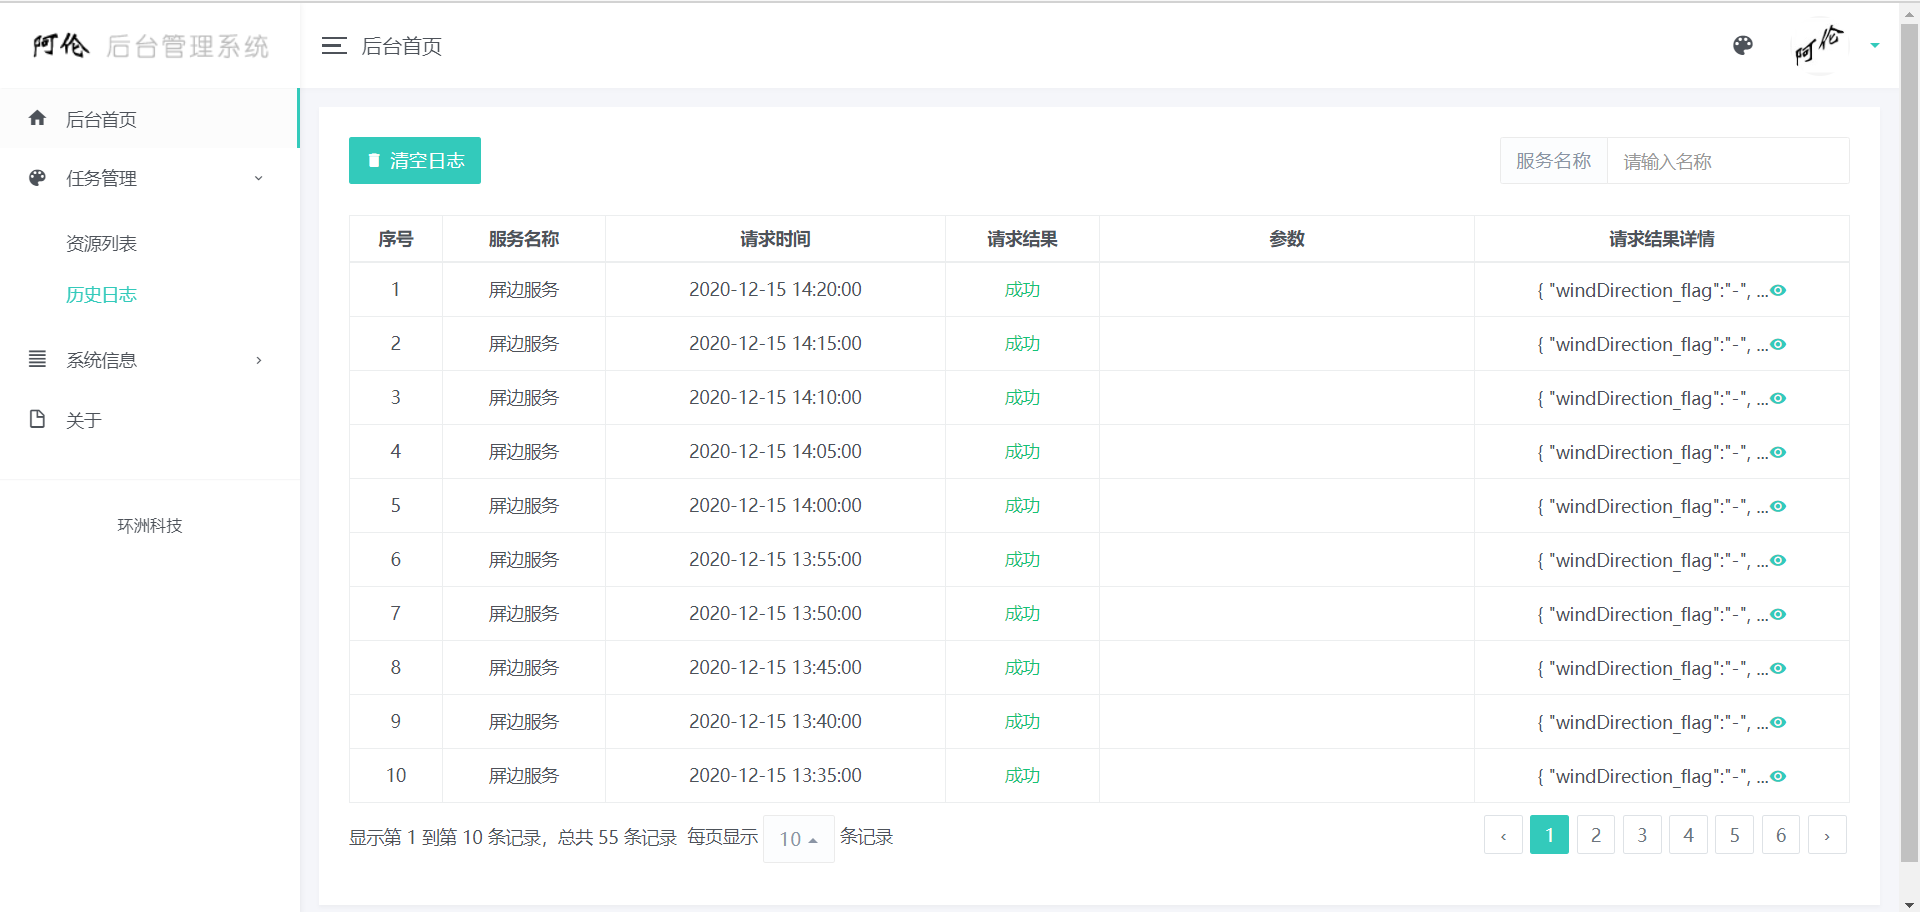 阿伦 后台管理系统
后台首页
阿伦
后台首页
任务管理
资源列表
历史日志
系统信息
关于
环洲科技
清空日志
服务名称 请输入名称
序号 服务名称 请求时间 请求结果 参数 请求结果详情
1 屏边服务 2020-12-15 14:20:00 成功 { "windDirection_flag":"-", ...
2 屏边服务 2020-12-15 14:15:00 成功 { "windDirection_flag":"-", ...
3 屏边服务 2020-12-15 14:10:00 成功 { "windDirection_flag":"-", ...
4 屏边服务 2020-12-15 14:05:00 成功 { "windDirection_flag":"-", ...
5 屏边服务 2020-12-15 14:00:00 成功 { "windDirection_flag":"-", ...
6 屏边服务 2020-12-15 13:55:00 成功 { "windDirection_flag":"-", ...
7 屏边服务 2020-12-15 13:50:00 成功 { "windDirection_flag":"-", ...
8 屏边服务 2020-12-15 13:45:00 成功 { "windDirection_flag":"-", ...
9 屏边服务 2020-12-15 13:40:00 成功 { "windDirection_flag":"-", ...
10 屏边服务 2020-12-15 13:35:00 成功 { "windDirection_flag":"-", ...
显示第 1 到第 10 条记录，总共 55 条记录 每页显示 10 条记录
‹ 1 2 3 4 5 6 ›